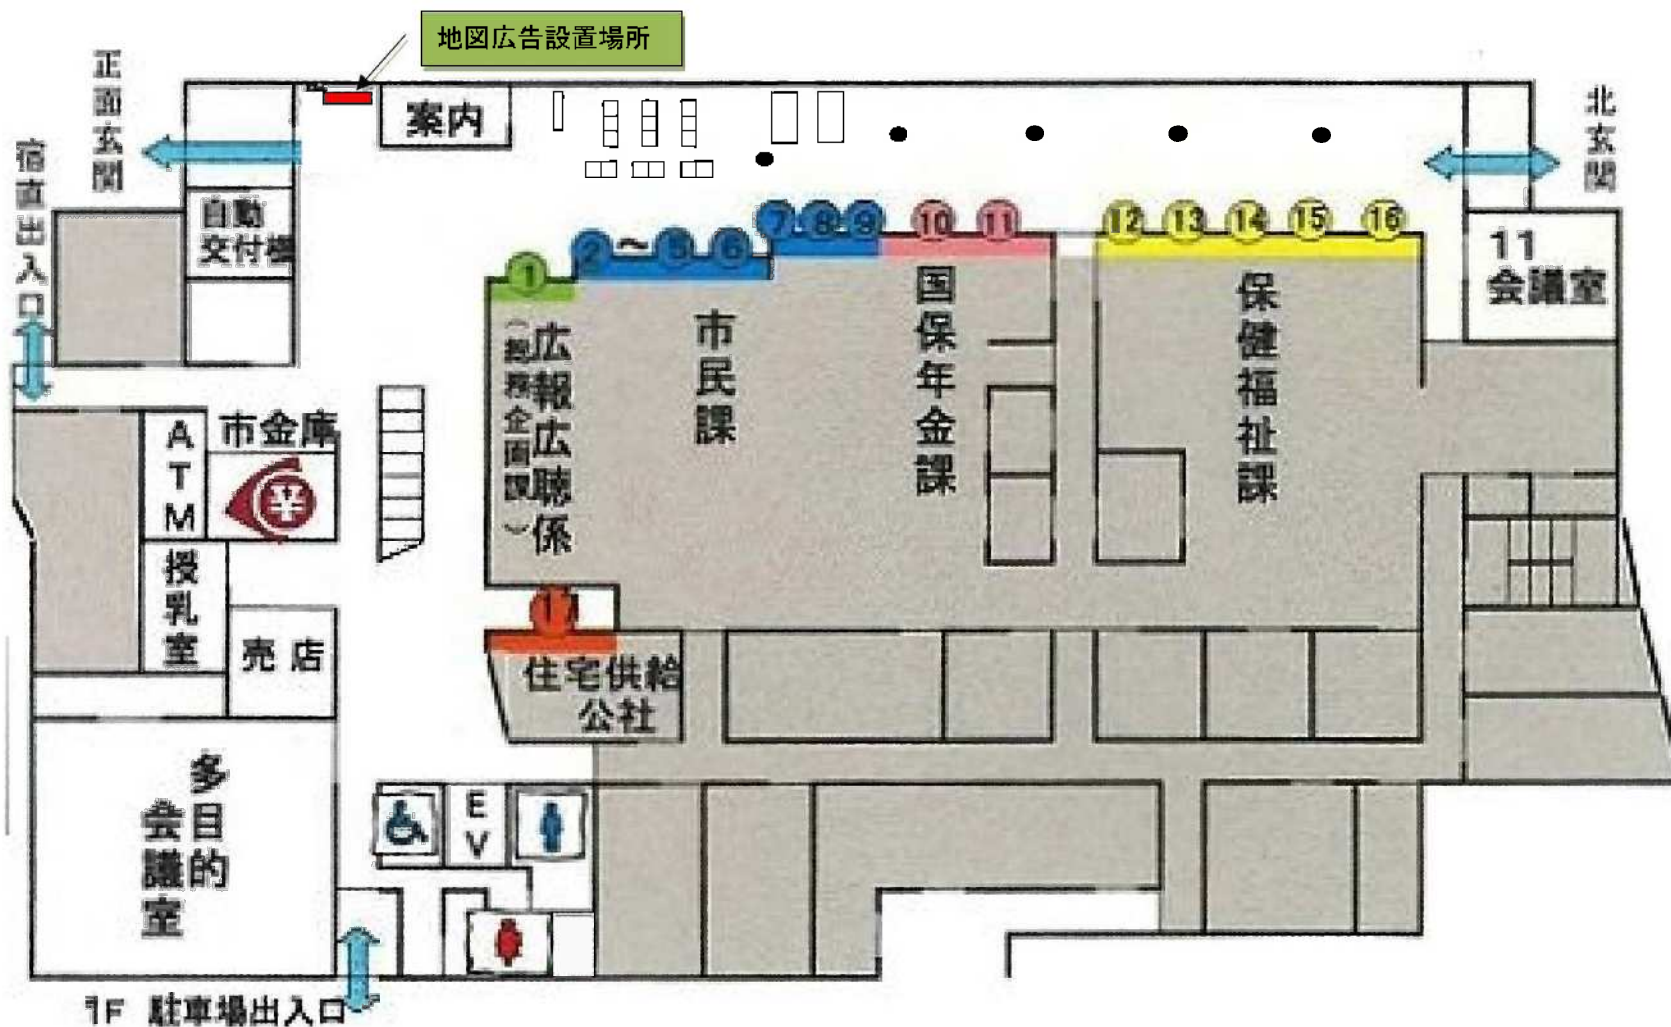 地図広告設置場所
正面玄関
案内
北玄関
宿直出入口
自動
交付機
1
2
～
5
6
7
8
9
10
11
12
13
14
15
16
11
会議室
広報広聴係
(総務企画課)
市民課
国保年金課
保健福祉課
ATM
市金庫
授乳室
売店
17
住宅供給
公社
多目的
会議室
EV
1F 駐車場出入口